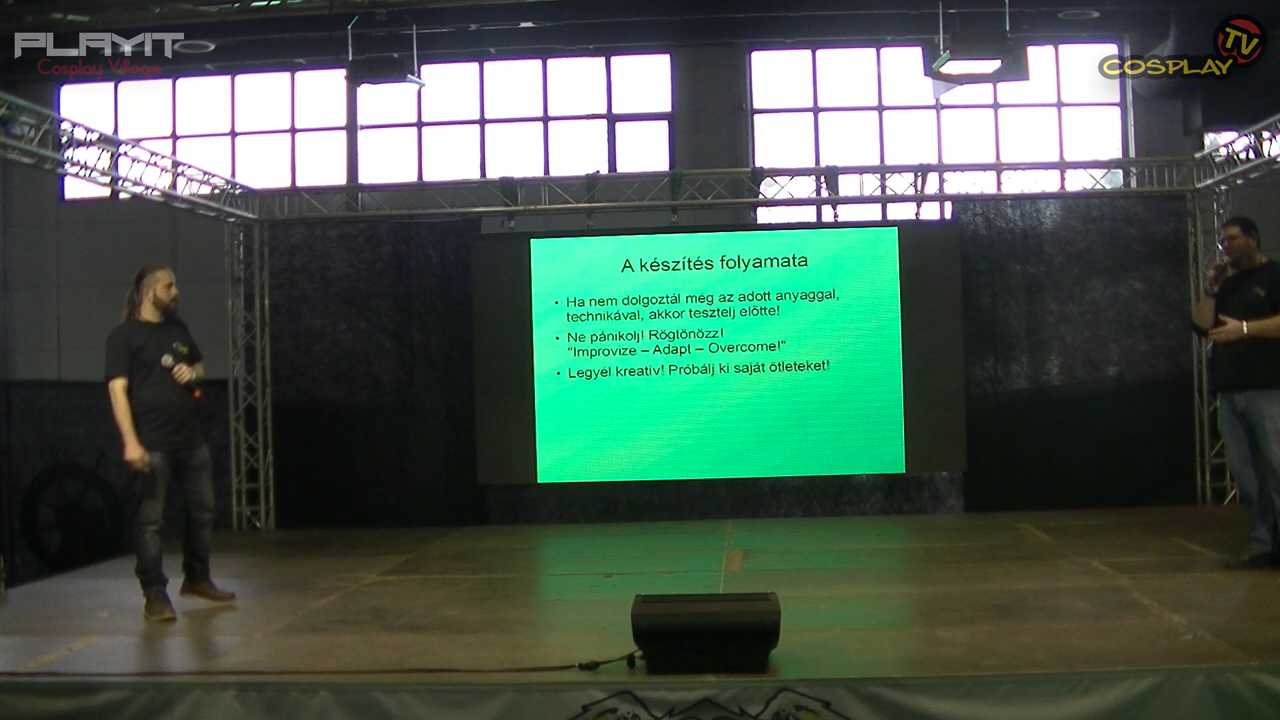 PLAYIT
Cosplay Village
TV
COSPLAY
A készítés folyamata
• Ha nem dolgoztál még az adott anyaggal,
technikával, akkor tesztelj előtte!
• Ne pánikolj! Rögtönözz!
"Improvize – Adapt – Overcome!"
• Legyél kreatív! Próbálj ki saját ötleteket!